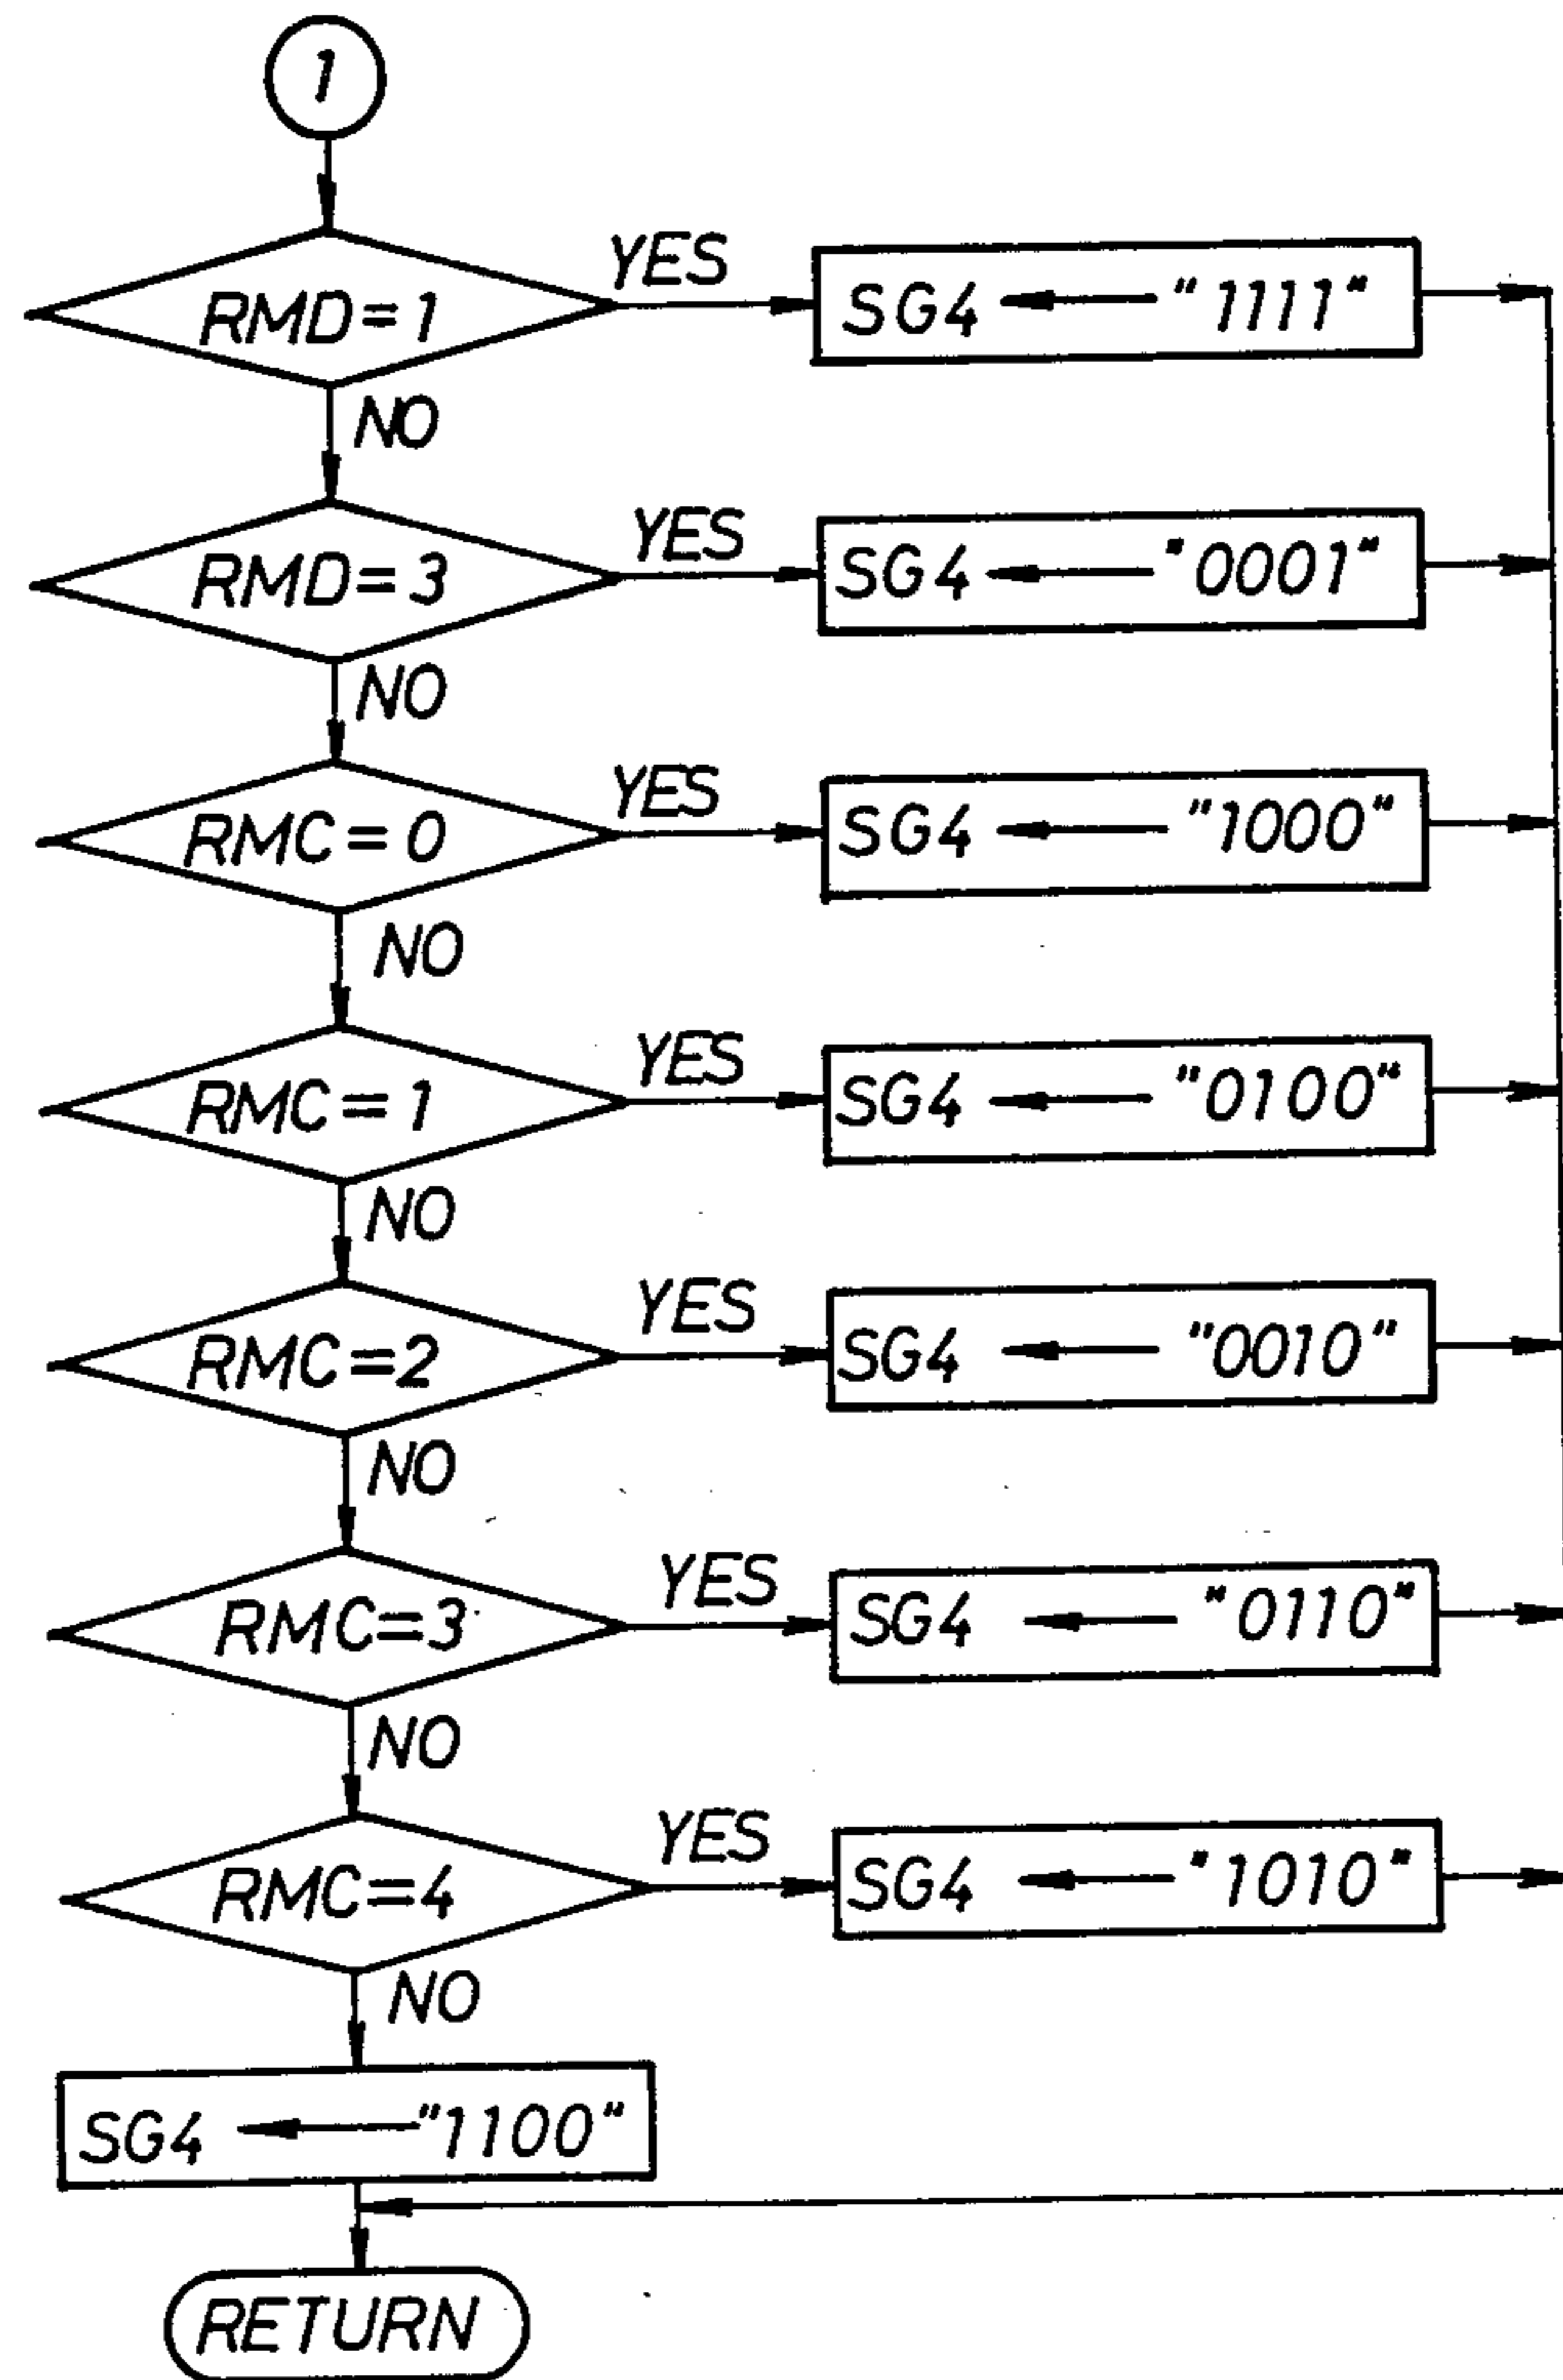 1
YES
RMD=1
SG4 ← "1111"
NO
YES
RMD=3
SG4 ← "0001"
NO
YES
RMC=0
SG4 ← "1000"
NO
YES
RMC=1
SG4 ← "0100"
NO
YES
RMC=2
SG4 ← "0010"
NO
YES
RMC=3
SG4 ← "0110"
NO
YES
RMC=4
SG4 ← "1010"
NO
SG4 ← "1100"
RETURN